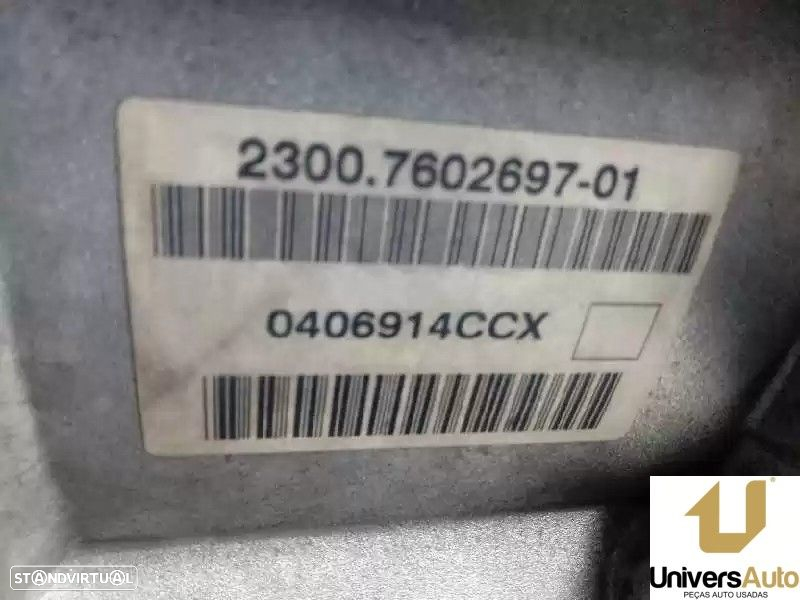 2300.7602697-01
0406914CCX
UniversAuto
PEÇAS AUTO USADAS
STANDVIRTUAL